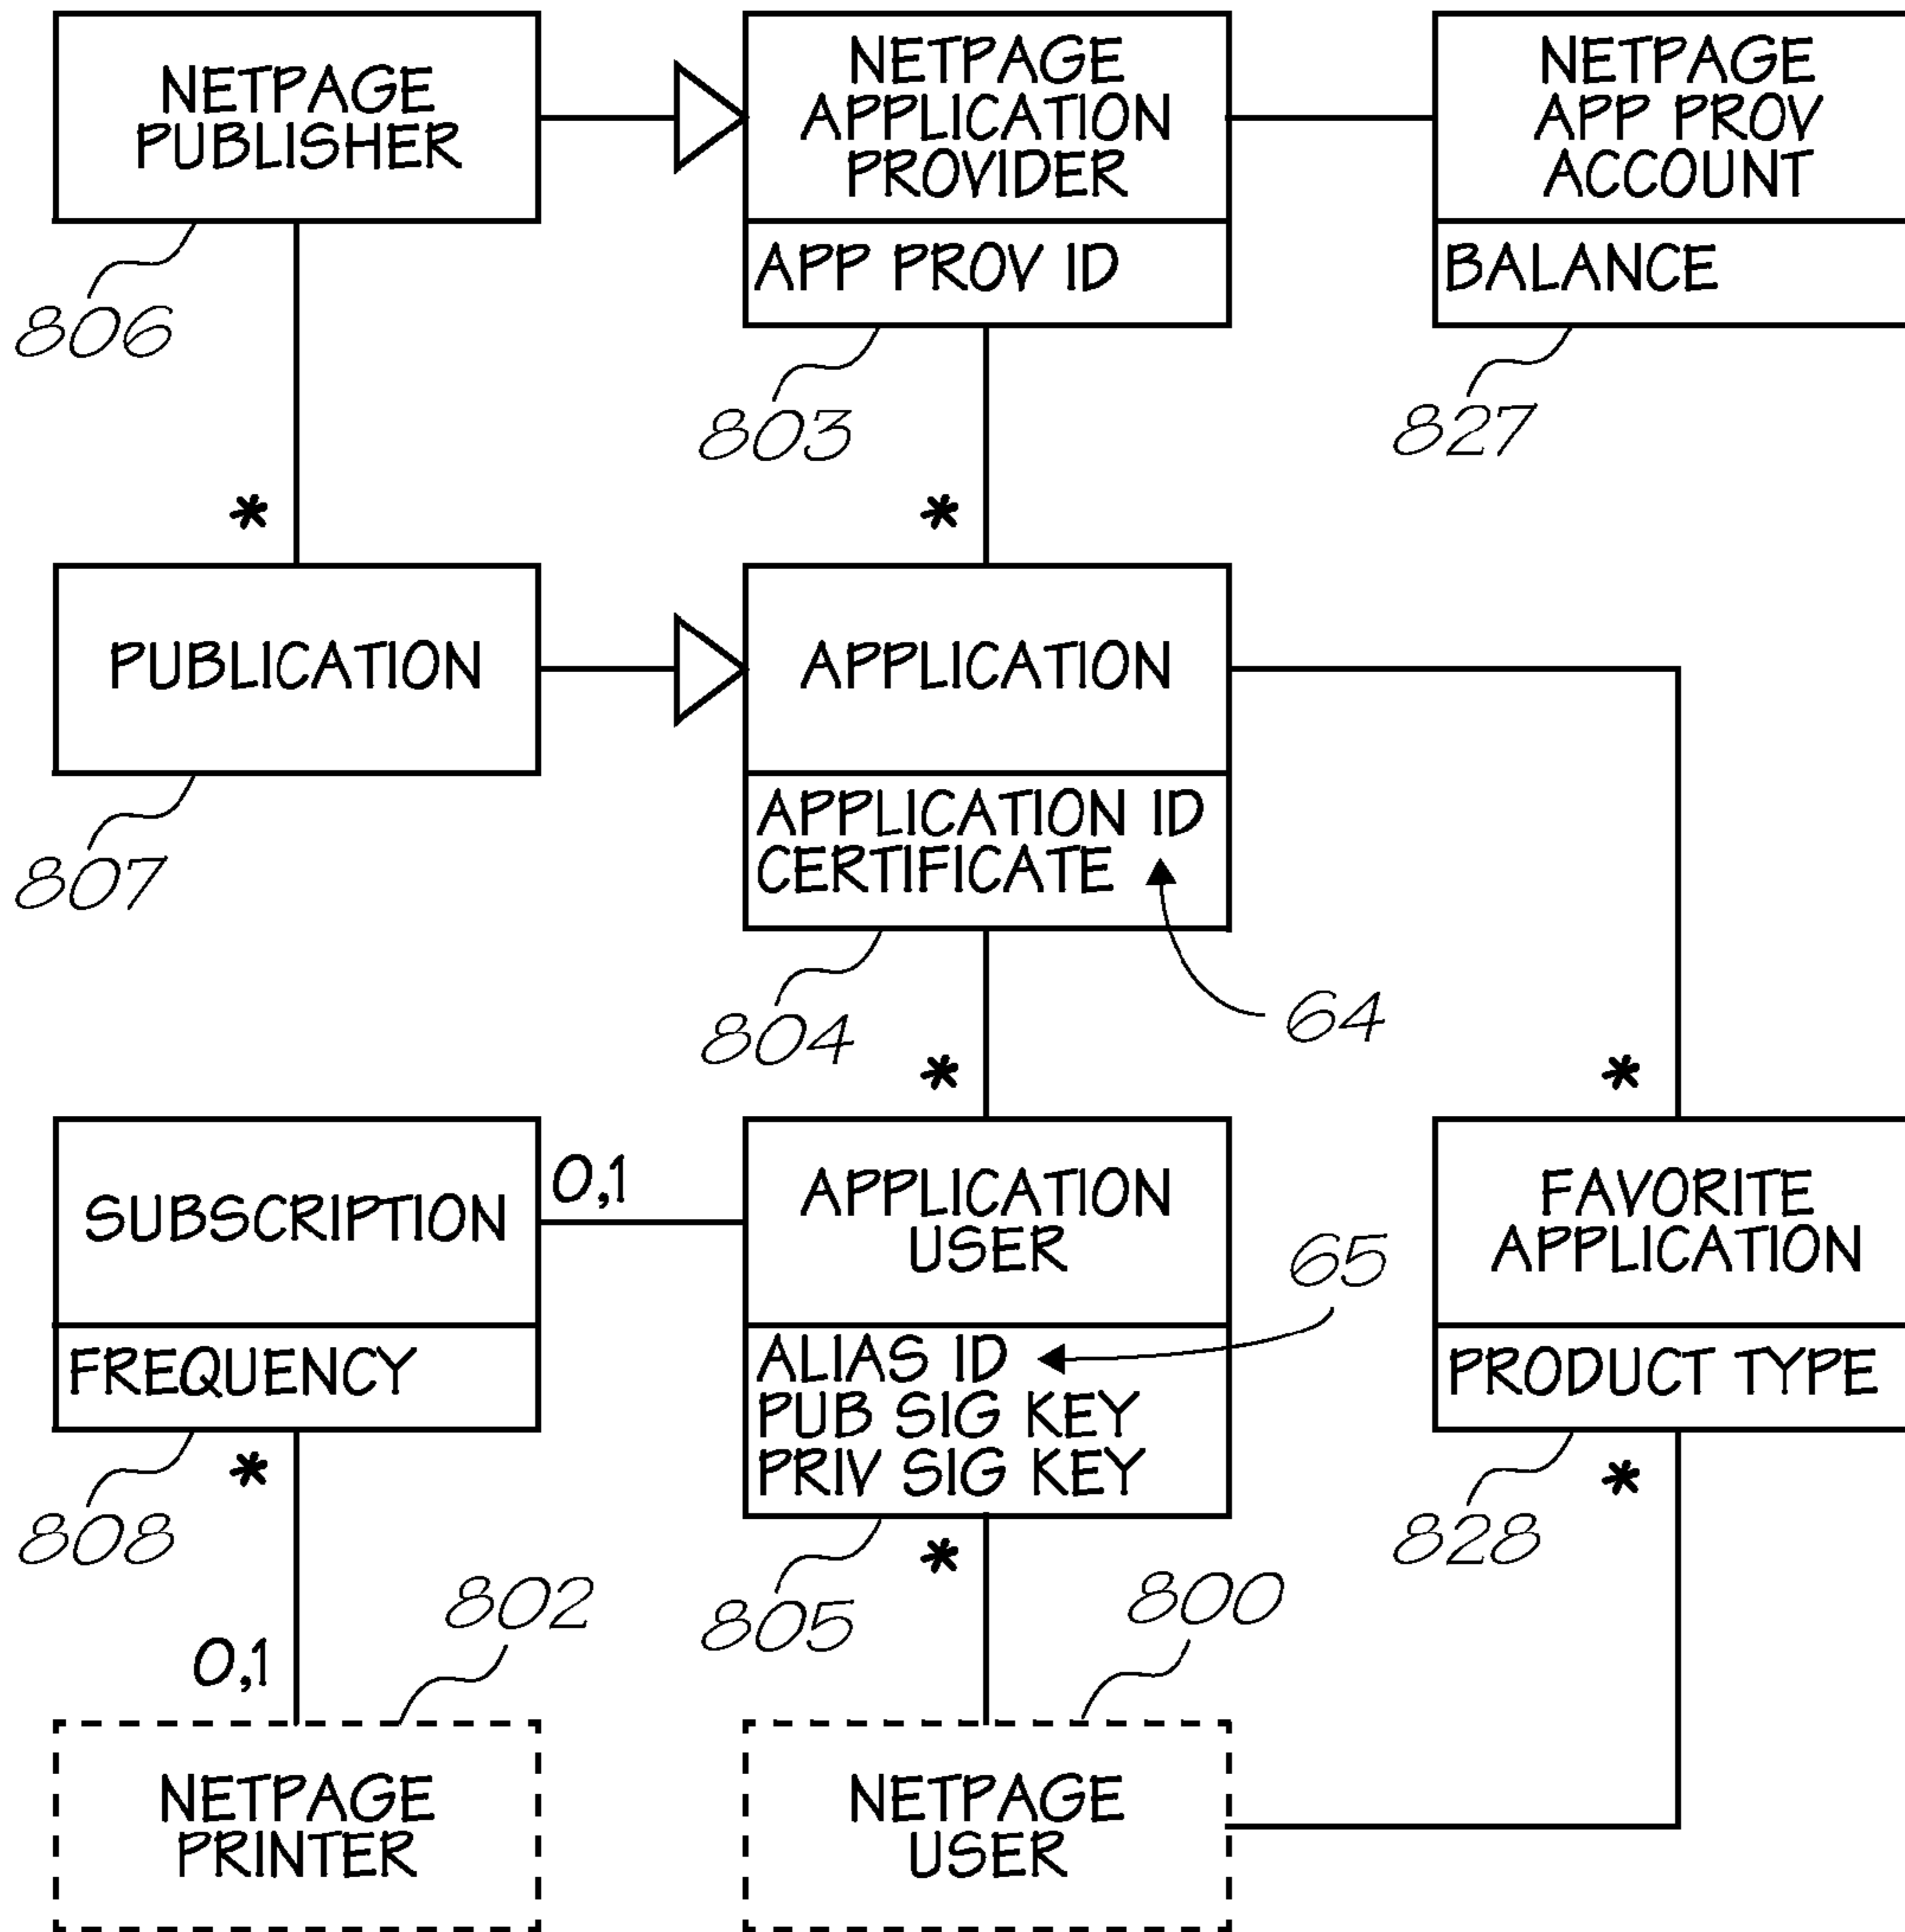 NETPAGE
PUBLISHER
NETPAGE
APPLICATION
PROVIDER
APP PROV ID
NETPAGE
APP PROV
ACCOUNT
BALANCE
806
803
827
*
*
PUBLICATION
APPLICATION
APPLICATION ID
CERTIFICATE
807
804
64
*
*
SUBSCRIPTION
FREQUENCY
0,1
APPLICATION
USER
ALIAS ID
PUB SIG KEY
PRIV SIG KEY
65
FAVORITE
APPLICATION
PRODUCT TYPE
808
*
805
*
828
*
802
800
0,1
NETPAGE
PRINTER
NETPAGE
USER